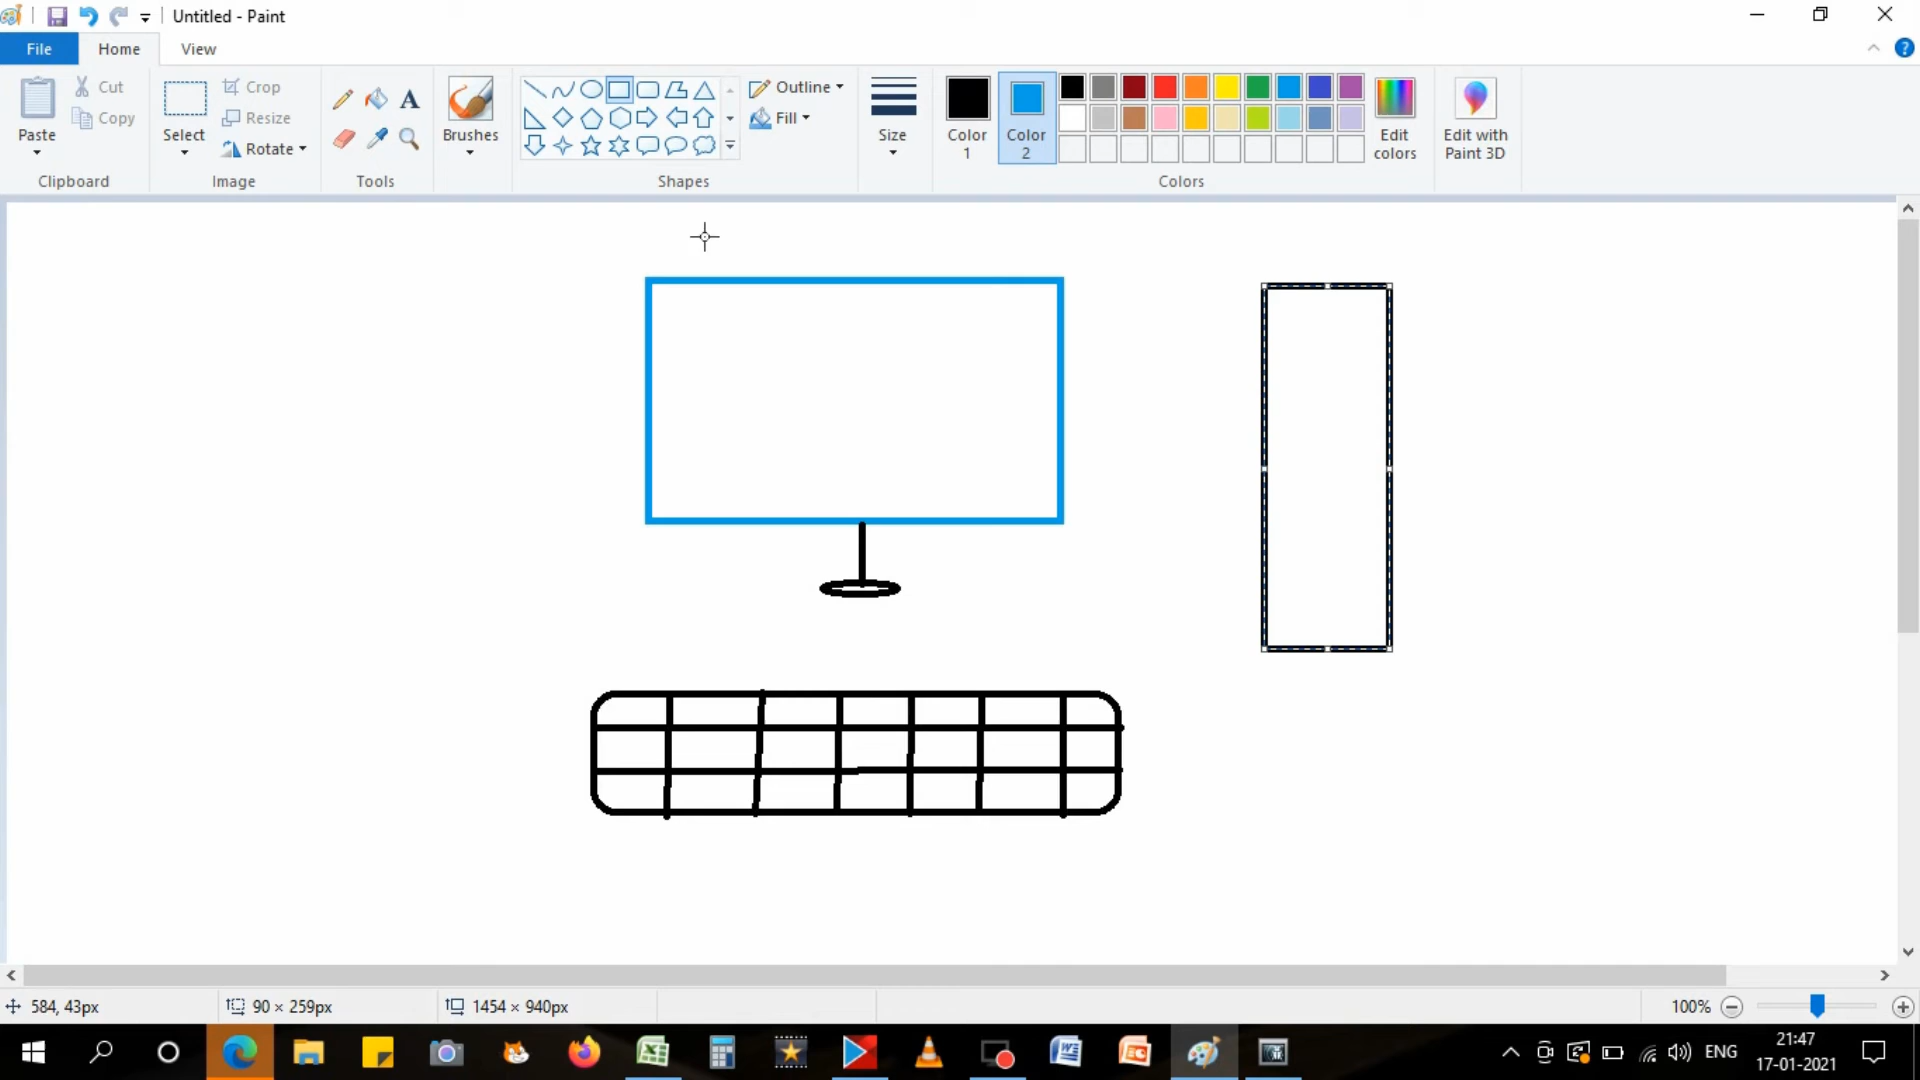 Untitled - Paint
File Home View
Paste
Cut
Copy
Clipboard
Select
Crop
Resize
Rotate
Image
A
Tools
Brushes
Shapes
Outline
Fill
Size
Color 1
Color 2
Colors
Edit colors
Edit with Paint 3D
584, 43px
90 × 259px
1454 × 940px
100%
ENG
21:47
17-01-2021